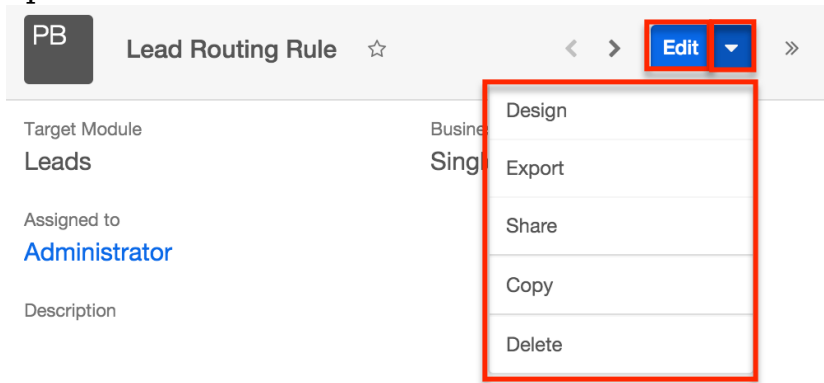 PB
Lead Routing Rule
Edit
Target Module
Leads
Assigned to
Administrator
Description
Design
Export
Share
Copy
Delete